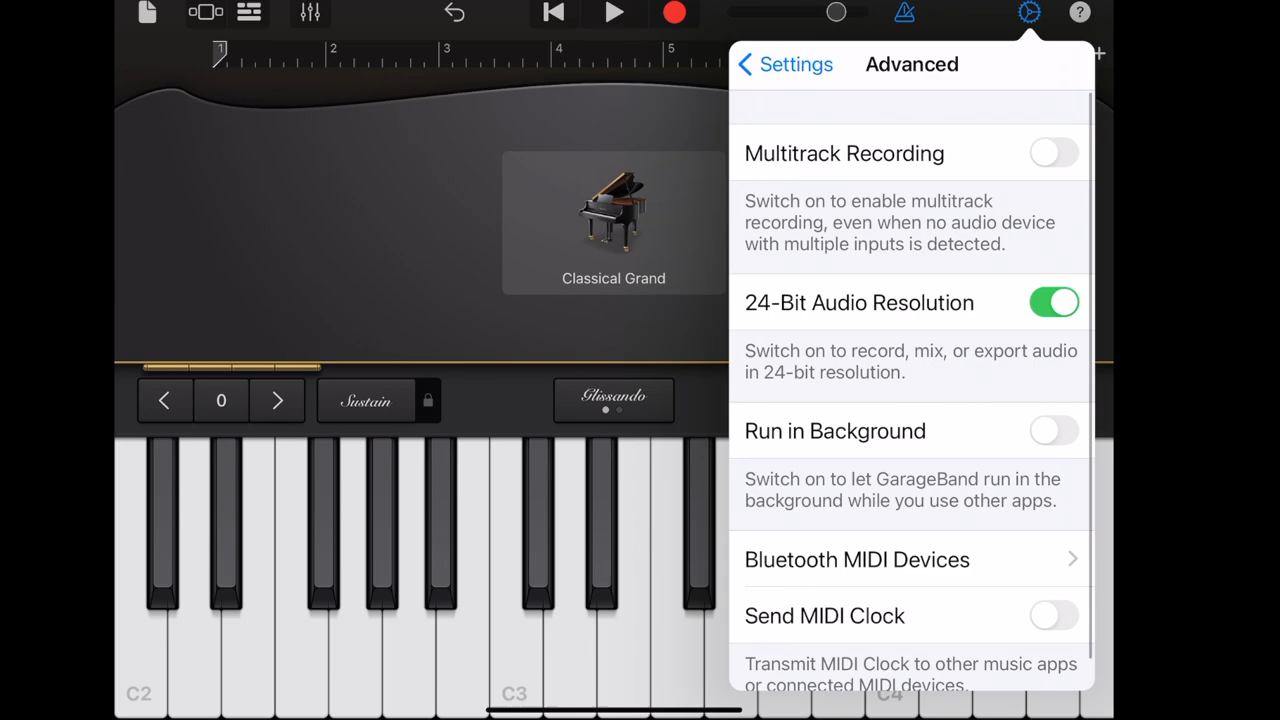 ?
1
2
3
4
5
+
Settings
Advanced
Multitrack Recording
Switch on to enable multitrack
recording, even when no audio device
with multiple inputs is detected.
Classical Grand
24-Bit Audio Resolution
Switch on to record, mix, or export audio
in 24-bit resolution.
0
Sustain
Glissando
Run in Background
Switch on to let GarageBand run in the
background while you use other apps.
Bluetooth MIDI Devices
Send MIDI Clock
Transmit MIDI Clock to other music apps
or connected MIDI devices.
C2
C3
C4